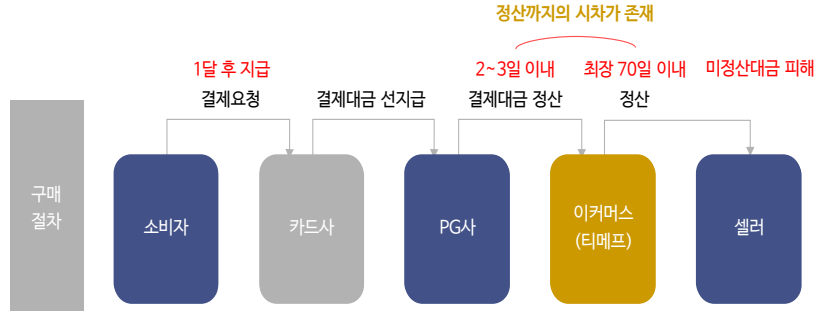 정산까지의 시차가 존재
1달 후 지급
2~3일 이내
최장 70일 이내
미정산대금 피해
결제요청
결제대금 선지급
결제대금 정산
정산
구매
절차
소비자
카드사
PG사
이커머스
(티메프)
셀러